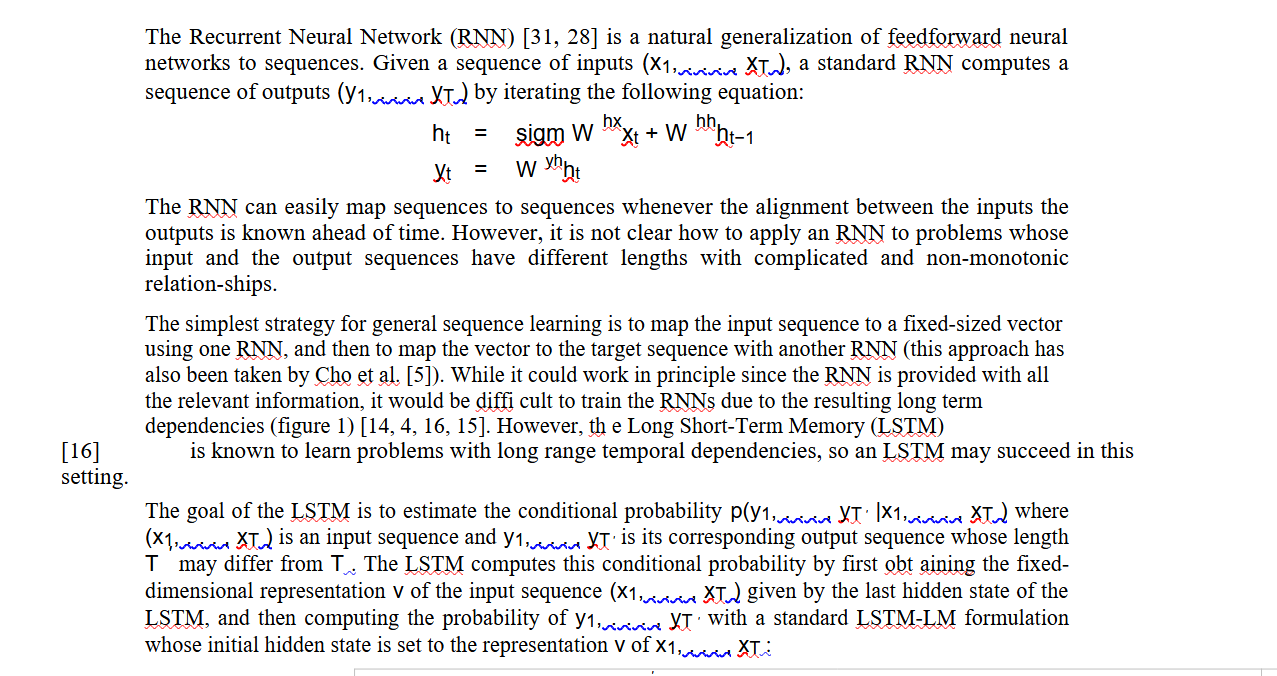 The Recurrent Neural Network (RNN) [31, 28] is a natural generalization of feedforward neural
networks to sequences. Given a sequence of inputs (x1, . . . , xT ), a standard RNN computes a
sequence of outputs (y1, . . . , yT ) by iterating the following equation:
ht = sigm W hx xt + W hh ht−1
yt = W yh ht
The RNN can easily map sequences to sequences whenever the alignment between the inputs the
outputs is known ahead of time. However, it is not clear how to apply an RNN to problems whose
input and the output sequences have different lengths with complicated and non-monotonic
relation-ships.
The simplest strategy for general sequence learning is to map the input sequence to a fixed-sized vector
using one RNN, and then to map the vector to the target sequence with another RNN (this approach has
also been taken by Cho et al. [5]). While it could work in principle since the RNN is provided with all
the relevant information, it would be diffi cult to train the RNNs due to the resulting long term
dependencies (figure 1) [14, 4, 16, 15]. However, th e Long Short-Term Memory (LSTM)
[16] is known to learn problems with long range temporal dependencies, so an LSTM may succeed in this
setting.
The goal of the LSTM is to estimate the conditional probability p(y1, . . . , yT ′ |x1, . . . , xT ) where
(x1, . . . , xT ) is an input sequence and y1, . . . , yT ′ is its corresponding output sequence whose length
T may differ from T . The LSTM computes this conditional probability by first obt aining the fixed-
dimensional representation v of the input sequence (x1, . . . , xT ) given by the last hidden state of the
LSTM, and then computing the probability of y1, . . . , yT ′ with a standard LSTM-LM formulation
whose initial hidden state is set to the representation v of x1, . . . , xT :